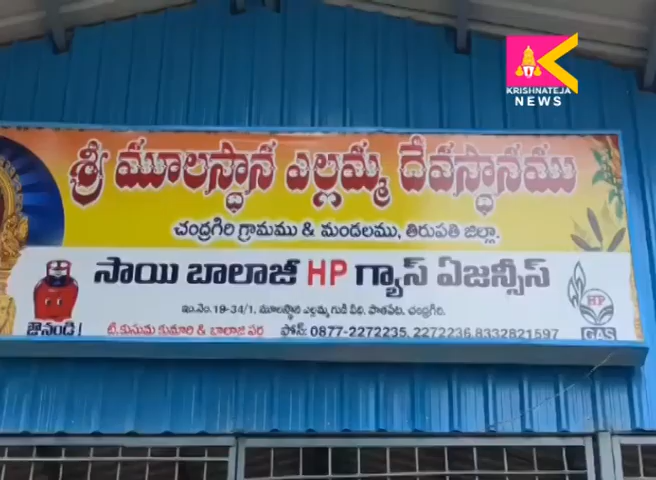 KRISHNATEJA
NEWS
శ్రీ మూలస్థాన ఎల్లమ్మ దేవస్థానము
చంద్రగిరి గ్రామము & మండలము, తిరుపతి జిల్లా.
సాయి బాలాజీ HP గ్యాస్ ఏజన్సీస్
ఇం.నెం. 19-34/1, మూలస్థాన ఎల్లమ్మ గుడి వీధి, పాతపేట, చంద్రగిరి.
టి.కుసుమ కుమారి & బాలాజి వర్మ ఫోన్: 0877-2272235, 2272236,8332821597
HP
GAS